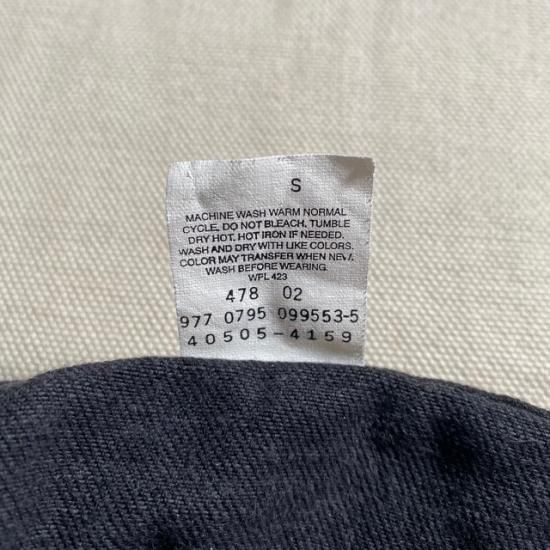 S
MACHINE WASH WARM NORMAL
CYCLE. DO NOT BLEACH. TUMBLE
DRY HOT. HOT IRON IF NEEDED.
WASH AND DRY WITH LIKE COLORS.
COLOR MAY TRANSFER WHEN NEW.
WASH BEFORE WEARING.
WPL 423
478 02
977 0795 099553-5
40505-4159